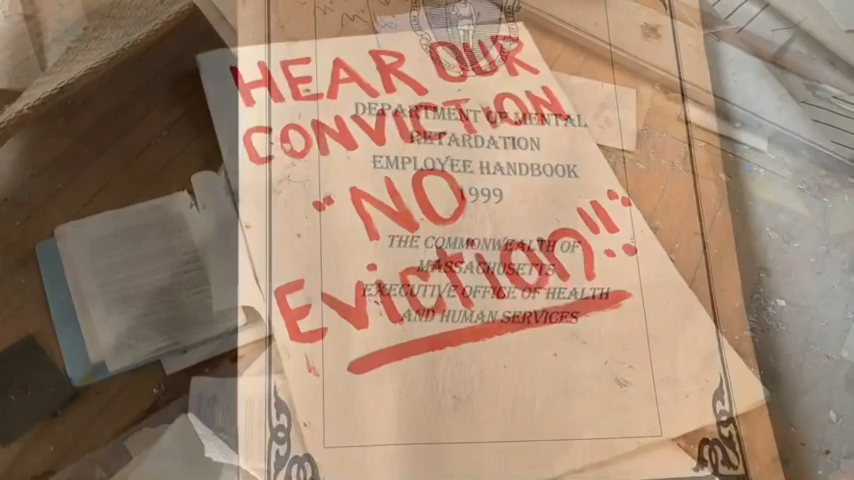 HEAR OUR
CONVICTION
"NO
Eviction!!"
DEPARTMENT OF MENTAL
RETARDATION
EMPLOYEE HANDBOOK
1999
THE COMMONWEALTH OF
MASSACHUSETTS
EXECUTIVE OFFICE OF HEALTH
AND HUMAN SERVICES